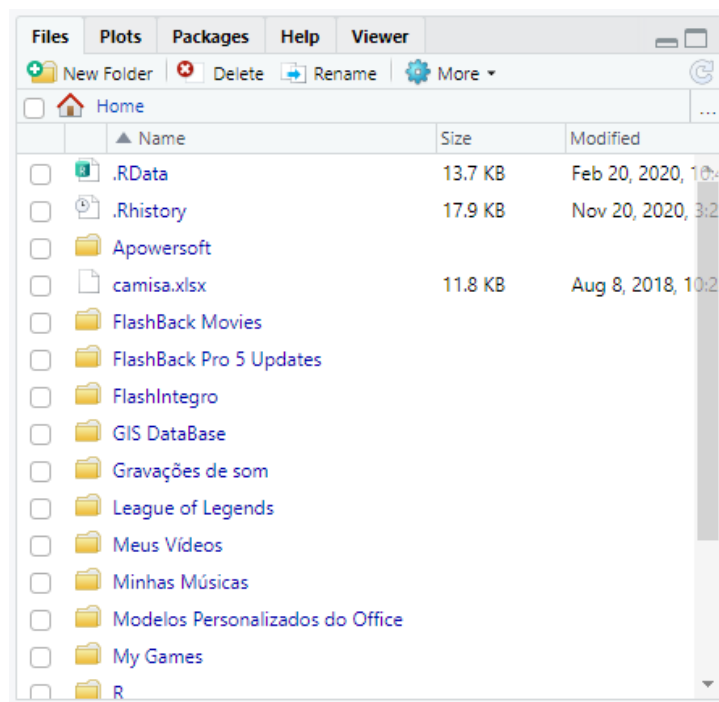 Files Plots Packages Help Viewer
New Folder Delete Rename More
Home ...
Name Size Modified
.RData 13.7 KB Feb 20, 2020,
.Rhistory 17.9 KB Nov 20, 2020,
Apowersoft
camisa.xlsx 11.8 KB Aug 8, 2018,
FlashBack Movies
FlashBack Pro 5 Updates
FlashIntegro
GIS DataBase
Gravações de som
League of Legends
Meus Vídeos
Minhas Músicas
Modelos Personalizados do Office
My Games
R